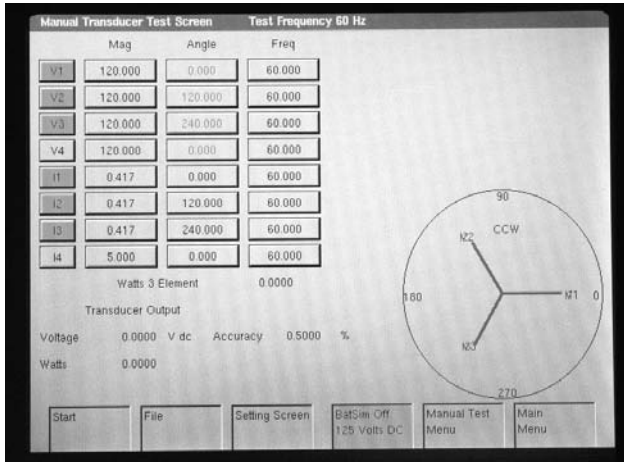 Manual Transducer Test Screen Test Frequency 60 Hz
Mag Angle Freq
V1 120.000 0.000 60.000
V2 120.000 120.000 60.000
V3 120.000 240.000 60.000
V4 120.000 0.000 60.000
I1 0.417 0.000 60.000
I2 0.417 120.000 60.000
I3 0.417 240.000 60.000
I4 5.000 0.000 60.000
Watts 3 Element 0.0000
Transducer Output
Voltage 0.0000 V dc Accuracy 0.5000 %
Watts 0.0000
90
CCW
180
0
270
Start
File
Setting Screen
BatSim Off
125 Volts DC
Manual Test
Menu
Main
Menu